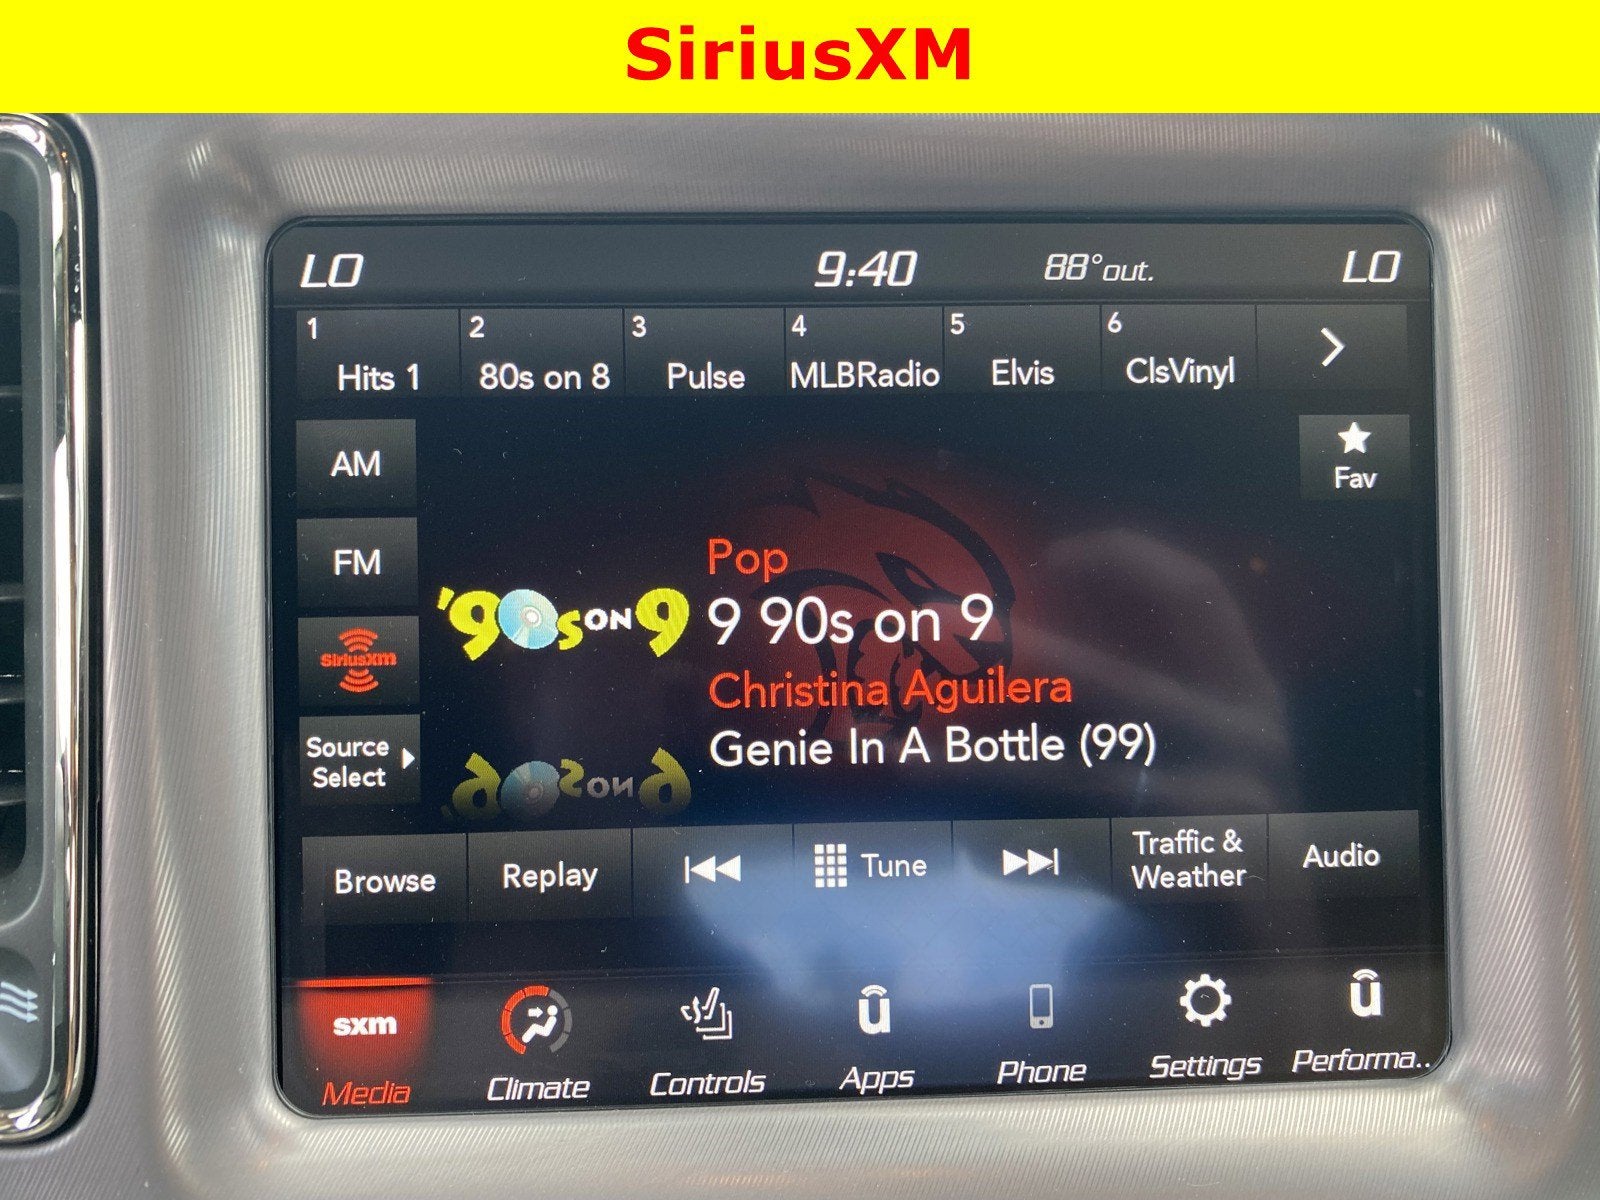 SiriusXM
LO 9:40 88°out. LO
1 2 3 4 5 6
Hits 1 80s on 8 Pulse MLBRadio Elvis ClsVinyl
AM
Fav
FM
Pop
'90s ON 9 9 90s on 9
SiriusXM
Christina Aguilera
Source
Select
Genie In A Bottle (99)
Browse Replay Tune Traffic &
Weather Audio
sxm
Media Climate Controls Apps Phone Settings Performa..